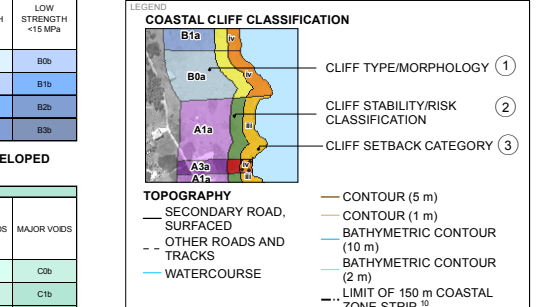 H
LOW
STRENGTH
<15 MPa
B0b
B1b
B2b
B3b
ELOPED
DS
MAJOR VOIDS
C0b
C1b
LEGEND
COASTAL CLIFF CLASSIFICATION
B1a
iv
B0a
A1a
iii
A3a
iv
A1a
iii
CLIFF TYPE/MORPHOLOGY 1
CLIFF STABILITY/RISK 2
CLASSIFICATION
CLIFF SETBACK CATEGORY 3
TOPOGRAPHY
SECONDARY ROAD,
SURFACED
OTHER ROADS AND
TRACKS
WATERCOURSE
CONTOUR (5 m)
CONTOUR (1 m)
BATHYMETRIC CONTOUR
(10 m)
BATHYMETRIC CONTOUR
(2 m)
LIMIT OF 150 m COASTAL
ZONE STRIP 10